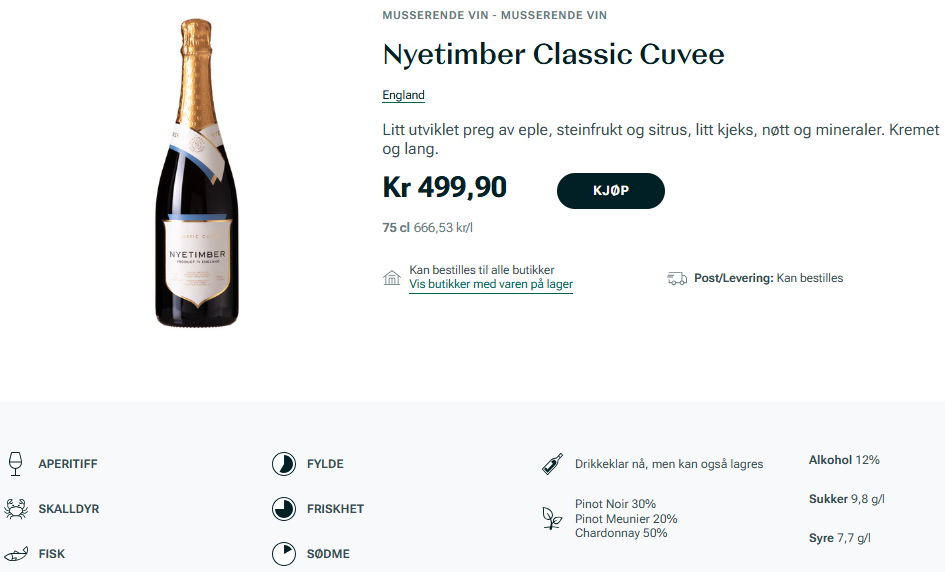 MUSSERENDE VIN - MUSSERENDE VIN
Nyetimber Classic Cuvee
England
Litt utviklet preg av eple, steinfrukt og sitrus, litt kjeks, nøtt og mineraler. Kremet
og lang.
Kr 499,90
KJØP
75 cl 666,53 kr/l
Kan bestilles til alle butikker
Vis butikker med varen på lager
Post/Levering: Kan bestilles
NYETIMBER
PRODUCT OF ENGLAND
APERITIFF
SKALLDYR
FISK
FYLDE
FRISKHET
SØDME
Drikkeklar nå, men kan også lagres
Pinot Noir 30%
Pinot Meunier 20%
Chardonnay 50%
Alkohol 12%
Sukker 9,8 g/l
Syre 7,7 g/l